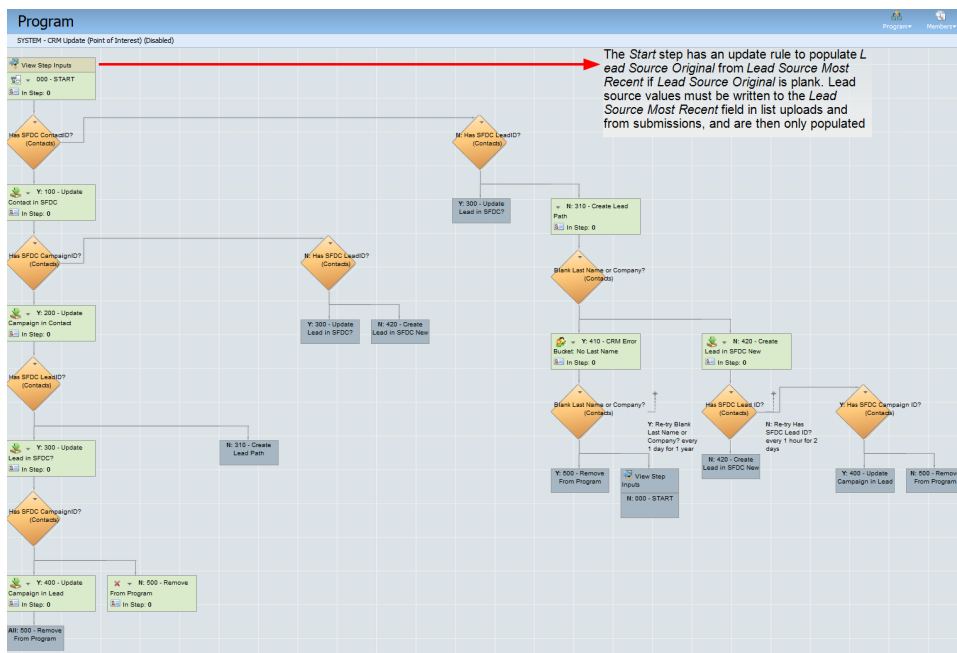 Program
Program▾
Members▾
SYSTEM - CRM Update (Point of Interest) (Disabled)
View Step Inputs
000 - START
In Step: 0
The Start step has an update rule to populate L
ead Source Original from Lead Source Most
Recent if Lead Source Original is plank. Lead
source values must be written to the Lead
Source Most Recent field in list uploads and
from submissions, and are then only populated
Has SFDC ContactID?
(Contacts)
N: Has SFDC LeadID?
(Contacts)
Y: 100 - Update
Contact in SFDC
In Step: 0
Y: 300 - Update
Lead in SFDC?
N: 310 - Create Lead
Path
In Step: 0
Has SFDC CampaignID?
(Contacts)
N: Has SFDC LeadID?
(Contacts)
Blank Last Name or Company?
(Contacts)
Y: 200 - Update
Campaign in Contact
In Step: 0
Y: 300 - Update
Lead in SFDC?
N: 420 - Create
Lead in SFDC New
Y: 410 - CRM Error
Bucket: No Last Name
In Step: 0
N: 420 - Create
Lead in SFDC New
In Step: 0
Has SFDC LeadID?
(Contacts)
Blank Last Name or Company?
(Contacts)
Y: Re-try Blank
Last Name or
Company? every
1 day for 1 year
Has SFDC Lead ID?
(Contacts)
N: Re-try Has
SFDC Lead ID?
every 1 hour for 2
days
Y: Has SFDC Campaign ID?
(Contacts)
Y: 300 - Update
Lead in SFDC?
In Step: 0
N: 310 - Create
Lead Path
Y: 500 - Remove
From Program
View Step
Inputs
N: 000 - START
N: 420 - Create
Lead in SFDC New
Y: 400 - Update
Campaign in Lead
N: 500 - Remove
From Program
Has SFDC CampaignID?
(Contacts)
Y: 400 - Update
Campaign in Lead
In Step: 0
N: 500 - Remove
From Program
In Step: 0
All: 500 - Remove
From Program